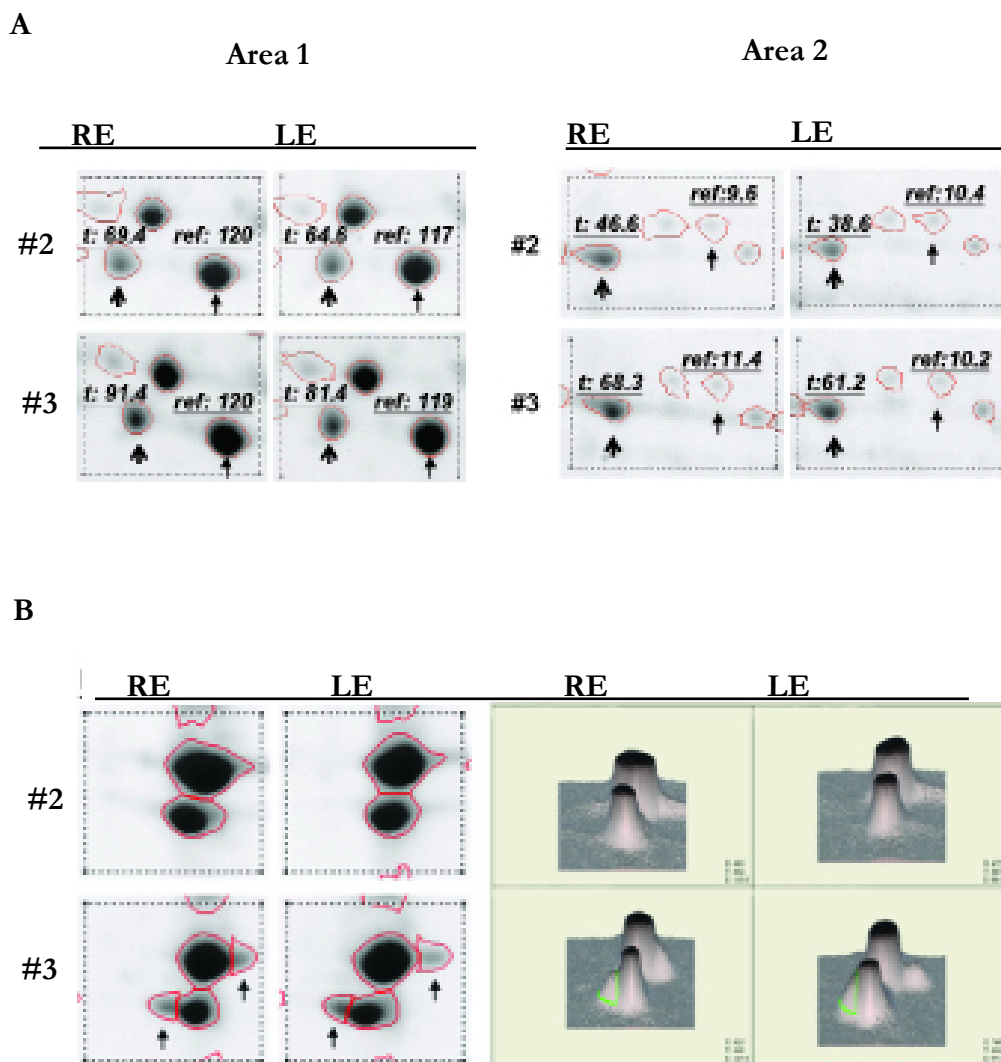 A
Area 1
Area 2
RE LE
RE LE
#2
t: 69.4 ref: 120
t: 64.6 ref: 117
#2
t: 46.6 ref:9.6
t: 38.6 ref:10.4
#3
t: 91.4 ref: 120
t: 81.4 ref: 119
#3
t: 68.3 ref:11.4
t:61.2 ref:10.2
B
RE LE RE LE
#2
#3